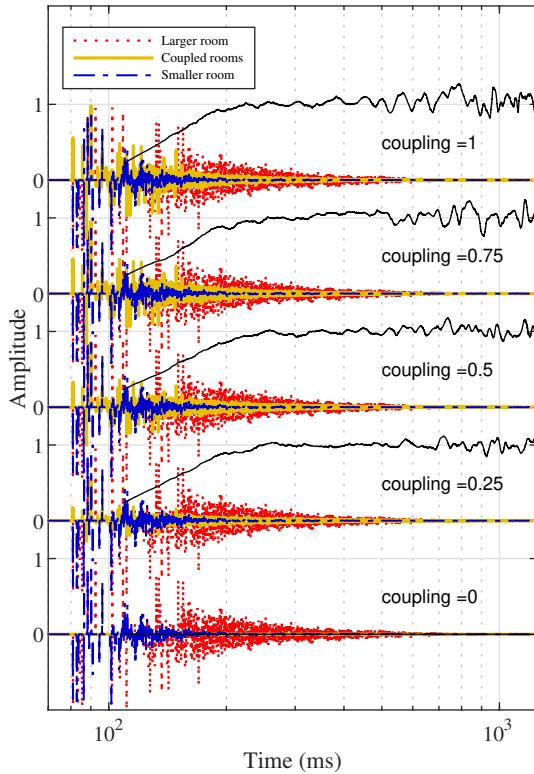 Larger room
Coupled rooms
Smaller room
1
coupling =1
0
1
coupling =0.75
0
1
coupling =0.5
0
1
coupling =0.25
0
1
coupling =0
0
Amplitude
10²
10³
Time (ms)